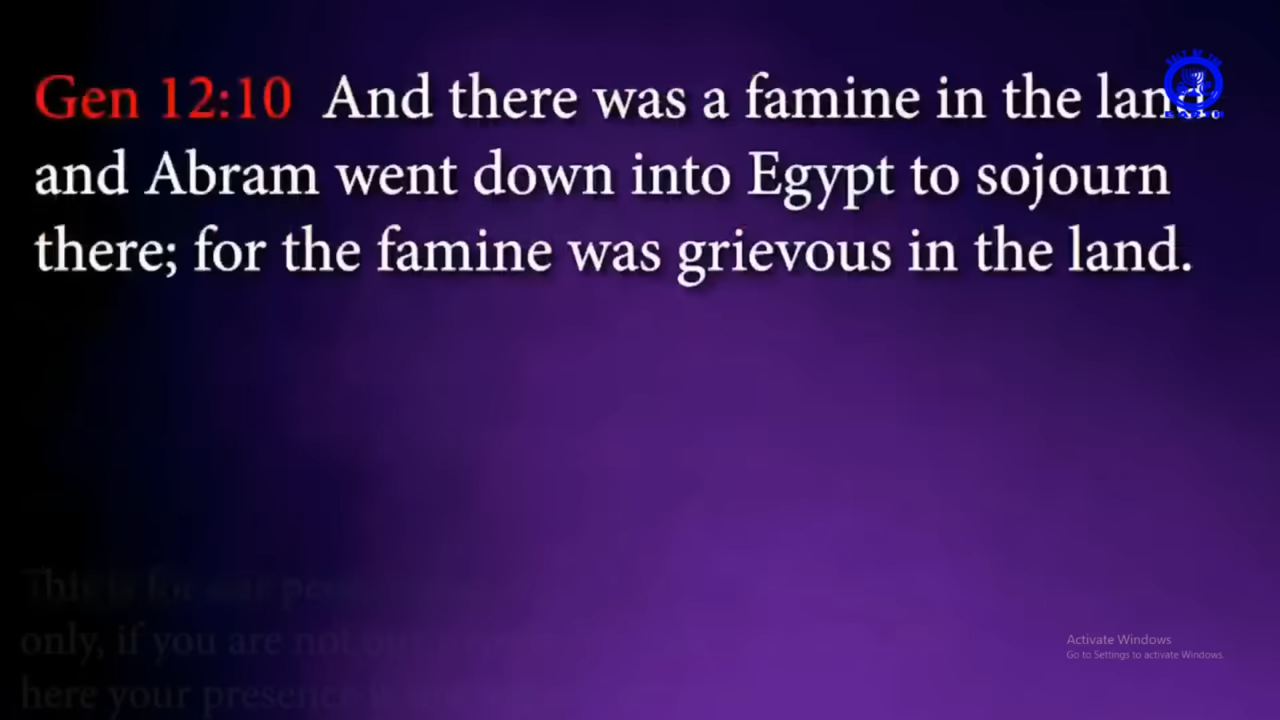 Gen 12:10 And there was a famine in the land
and Abram went down into Egypt to sojourn
there; for the famine was grievous in the land.
This is for our
only, if you are not
here your presence
Activate Windows
Go to Settings to activate Windows.
EARTH